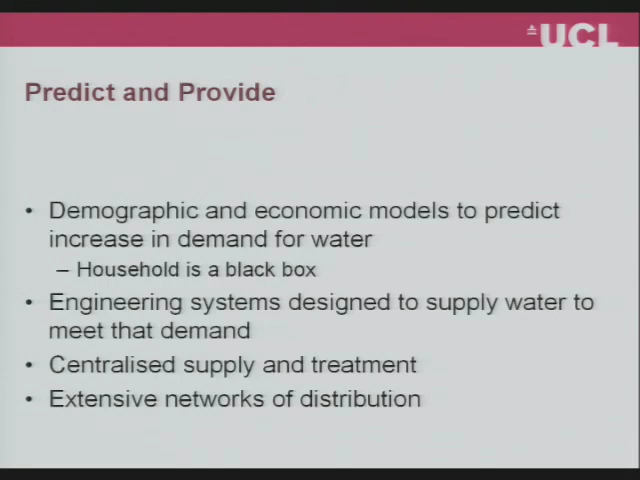 UCL
Predict and Provide
• Demographic and economic models to predict
increase in demand for water
– Household is a black box
• Engineering systems designed to supply water to
meet that demand
• Centralised supply and treatment
• Extensive networks of distribution